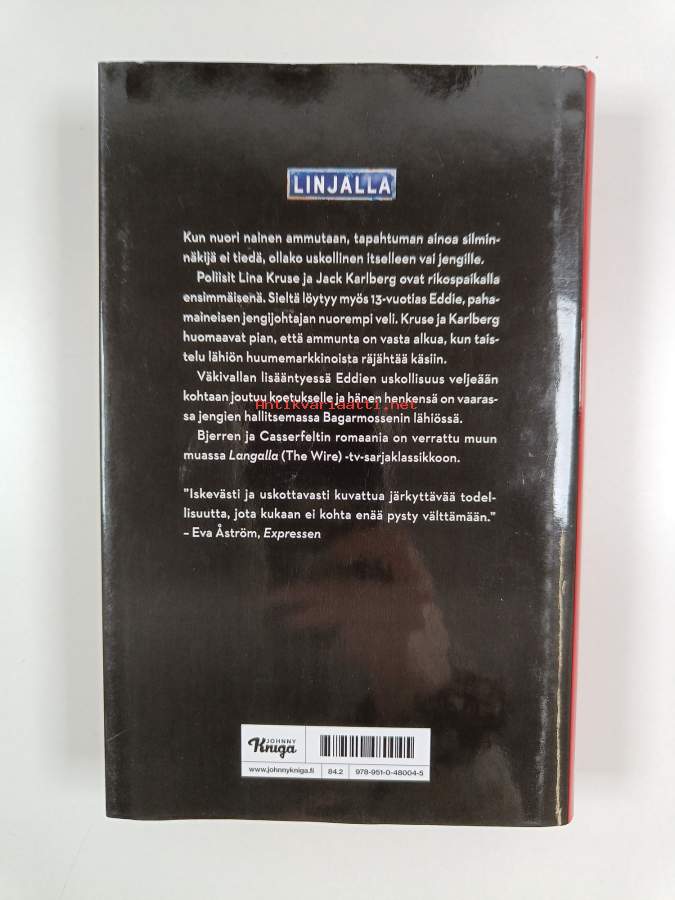 LINJALLA
Kun nuori nainen ammutaan, tapahtuman ainoa silmin-
näkijä ei tiedä, ollako uskollinen itselleen vai jengille.
Poliisit Lina Kruse ja Jack Karlberg ovat rikospaikalla
ensimmäisenä. Sieltä löytyy myös 13-vuotias Eddie, paha-
maineisen jengijohtajan nuorempi veli. Kruse ja Karlberg
huomaavat pian, että ammunta on vasta alkua, kun tais-
telu lähiön huumemarkkinoista räjähtää käsiin.
Väkivallan lisääntyessä Eddien uskollisuus veljeään
kohtaan joutuu koetukselle ja hänen henkensä on vaaras-
Antikvariaatti.net
sa jengien hallitsemassa Bagarmossenin lähiössä.
Bjerren ja Casserfeltin romaania on verrattu muun
muassa Langalla (The Wire) -tv-sarjaklassikkoon.
"Iskevästi ja uskottavasti kuvattua järkyttävää todel-
lisuutta, jota kukaan ei kohta enää pysty välttämään."
– Eva Åström, Expressen
JOHNNY
Kniga
www.johnnykniga.fi 84.2 978-951-0-48004-5